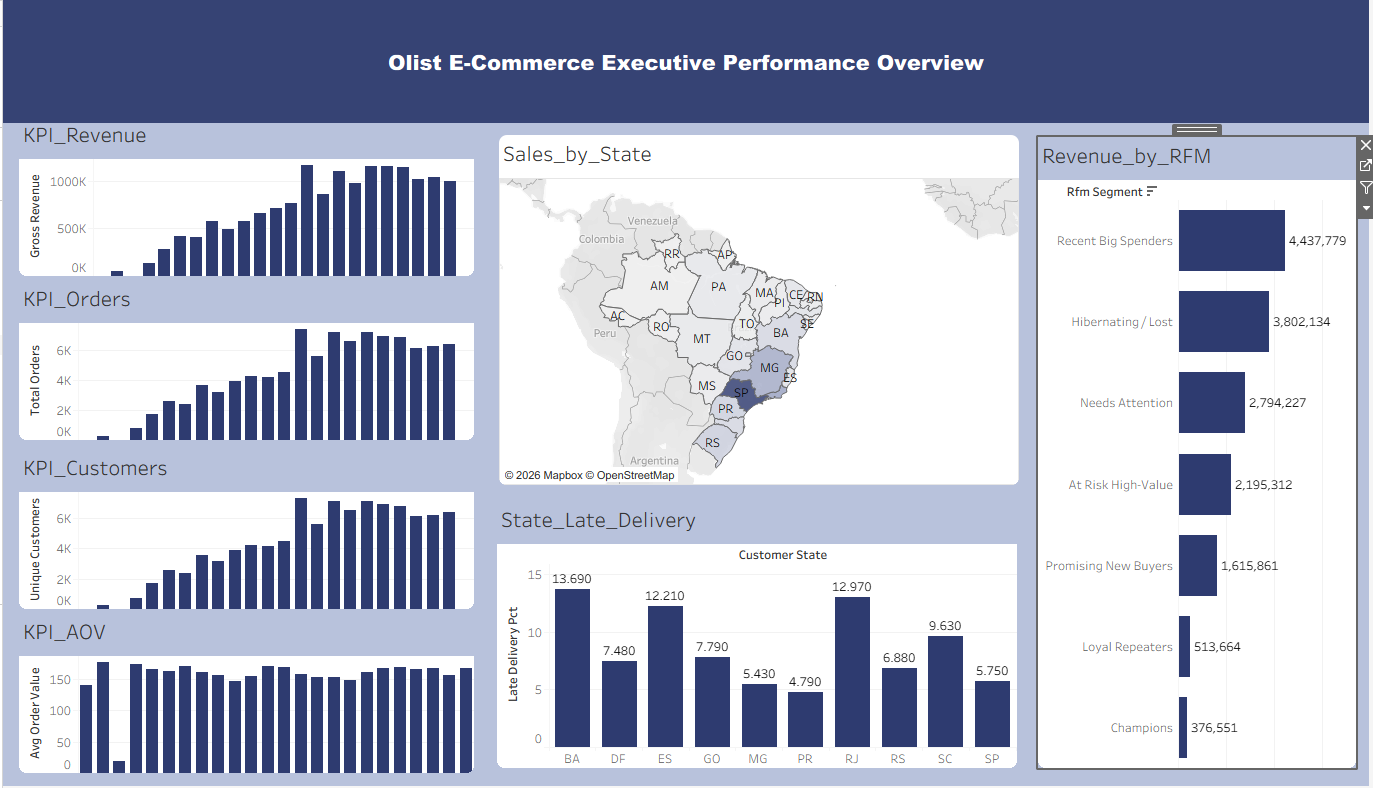 Olist E-Commerce Executive Performance Overview
KPI_Revenue
Gross Revenue
1000K
500K
0K
KPI_Orders
Total Orders
6K
4K
2K
0K
KPI_Customers
Unique Customers
6K
4K
2K
0K
KPI_AOV
Avg Order Value
150
100
50
0
Sales_by_State
Venezuela
Colombia
RR
AP
AM
PA
MA
CE
RN
PI
AC
Peru
RO
TO
SE
BA
MT
GO
MG
MS
ES
SP
PR
RS
Argentina
© 2026 Mapbox © OpenStreetMap
State_Late_Delivery
Customer State
Late Delivery Pct
15
10
5
0
13.690
7.480
12.210
7.790
5.430
4.790
12.970
6.880
9.630
5.750
BA DF ES GO MG PR RJ RS SC SP
Revenue_by_RFM
Rfm Segment
Recent Big Spenders 4,437,779
Hibernating / Lost 3,802,134
Needs Attention 2,794,227
At Risk High-Value 2,195,312
Promising New Buyers 1,615,861
Loyal Repeaters 513,664
Champions 376,551